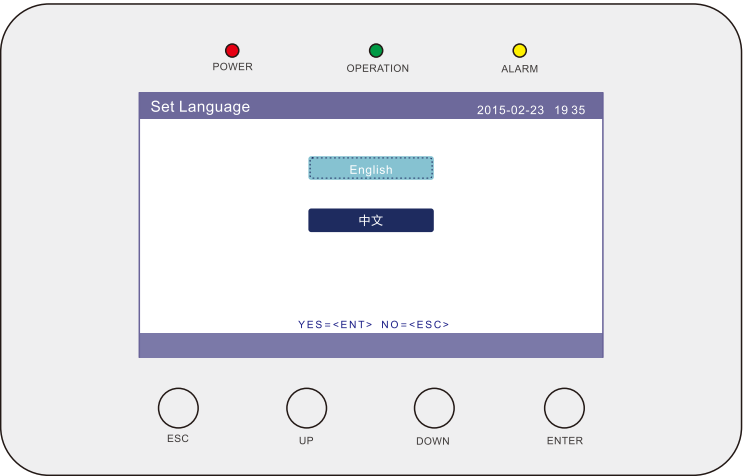 POWER OPERATION ALARM
Set Language 2015-02-23 19 35
English
中文
YES=<ENT> NO=<ESC>
ESC UP DOWN ENTER